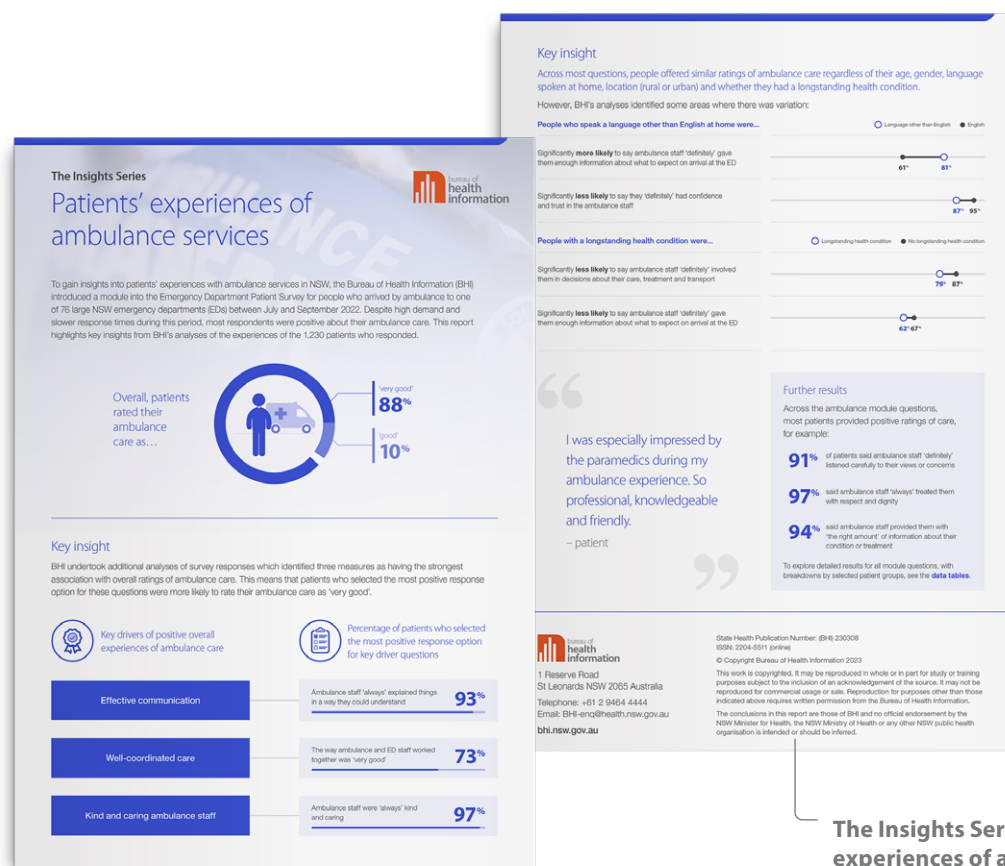 The Insights Series
Patients' experiences of
ambulance services
bureau of
health
information
To gain insights into patients' experiences with ambulance services in NSW, the Bureau of Health Information (BHI)
introduced a module into the Emergency Department Patient Survey for people who arrived by ambulance to one
of 76 large NSW emergency departments (EDs) between July and September 2022. Despite high demand and
slower response times during this period, most respondents were positive about their ambulance care. This report
highlights key insights from BHI's analyses of the experiences of the 1,230 patients who responded.
Overall, patients
rated their
ambulance
care as…
'very good'
88%
'good'
10%
Key insight
BHI undertook additional analyses of survey responses which identified three measures as having the strongest
association with overall ratings of ambulance care. This means that patients who selected the most positive response
option for these questions were more likely to rate their ambulance care as 'very good'.
Key drivers of positive overall
experiences of ambulance care
Percentage of patients who selected
the most positive response option
for key driver questions
Effective communication
Ambulance staff 'always' explained things
in a way they could understand
93%
Well-coordinated care
The way ambulance and ED staff worked
together was 'very good'
73%
Kind and caring ambulance staff
Ambulance staff were 'always' kind
and caring
97%
Key insight
Across most questions, people offered similar ratings of ambulance care regardless of their age, gender, language
spoken at home, location (rural or urban) and whether they had a longstanding health condition.
However, BHI's analyses identified some areas where there was variation:
People who speak a language other than English at home were...
Language other than English English
Significantly more likely to say ambulance staff 'definitely' gave
them enough information about what to expect on arrival at the ED
61% 81%
Significantly less likely to say they 'definitely' had confidence
and trust in the ambulance staff
87% 95%
People with a longstanding health condition were...
Longstanding health condition No longstanding health condition
Significantly less likely to say ambulance staff 'definitely' involved
them in decisions about their care, treatment and transport
79% 87%
Significantly less likely to say ambulance staff 'definitely' gave
them enough information about what to expect on arrival at the ED
62% 67%
“
I was especially impressed by
the paramedics during my
ambulance experience. So
professional, knowledgeable
and friendly.
– patient
”
Further results
Across the ambulance module questions,
most patients provided positive ratings of care,
for example:
91% of patients said ambulance staff 'definitely'
listened carefully to their views or concerns
97% said ambulance staff 'always' treated them
with respect and dignity
94% said ambulance staff provided them with
'the right amount' of information about their
condition or treatment
To explore detailed results for all module questions, with
breakdowns by selected patient groups, see the data tables.
bureau of
health
information
1 Reserve Road
St Leonards NSW 2065 Australia
Telephone: +61 2 9464 4444
Email: BHI-enq@health.nsw.gov.au
bhi.nsw.gov.au
State Health Publication Number: (BHI) 230308
ISSN: 2204-5511 (online)
© Copyright Bureau of Health Information 2023
This work is copyrighted. It may be reproduced in whole or in part for study or training
purposes subject to the inclusion of an acknowledgement of the source. It may not be
reproduced for commercial usage or sale. Reproduction for purposes other than those
indicated above requires written permission from the Bureau of Health Information.
The conclusions in this report are those of BHI and no official endorsement by the
NSW Minister for Health, the NSW Ministry of Health or any other NSW public health
organisation is intended or should be inferred.
The Insights Ser
experiences of a